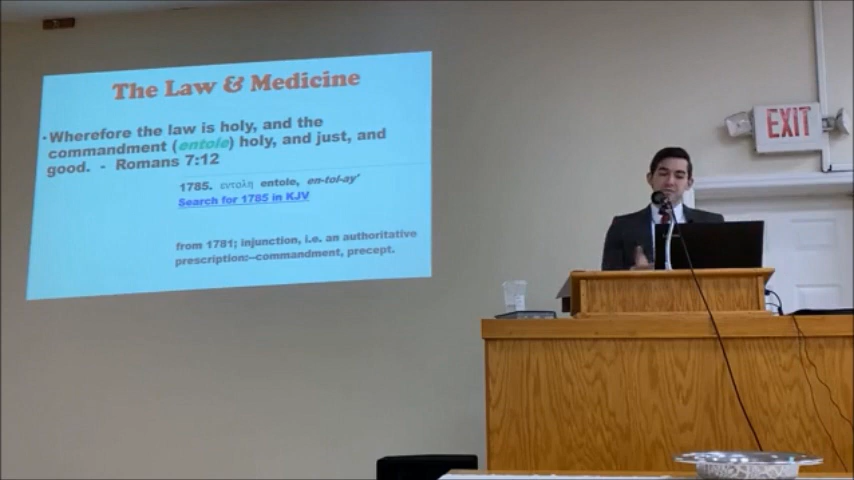 The Law & Medicine
• Wherefore the law is holy, and the
commandment (entole) holy, and just, and
good. - Romans 7:12
1785. εντολη entole, en-tol-ay'
Search for 1785 in KJV
from 1781; injunction, i.e. an authoritative
prescription:--commandment, precept.
EXIT